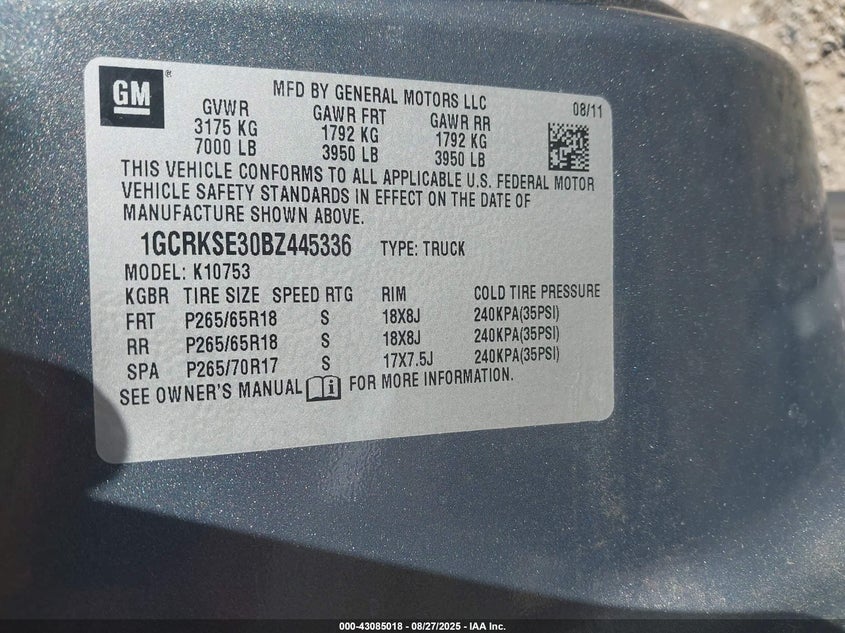 GM
MFD BY GENERAL MOTORS LLC
08/11
GVWR GAWR FRT GAWR RR
3175 KG 1792 KG 1792 KG
7000 LB 3950 LB 3950 LB
THIS VEHICLE CONFORMS TO ALL APPLICABLE U.S. FEDERAL MOTOR
VEHICLE SAFETY STANDARDS IN EFFECT ON THE DATE OF
MANUFACTURE SHOWN ABOVE.
1GCRKSE30BZ445336 TYPE: TRUCK
MODEL: K10753
KGBR TIRE SIZE SPEED RTG RIM COLD TIRE PRESSURE
FRT P265/65R18 S 18X8J 240KPA(35PSI)
RR P265/65R18 S 18X8J 240KPA(35PSI)
SPA P265/70R17 S 17X7.5J 240KPA(35PSI)
SEE OWNER'S MANUAL FOR MORE INFORMATION.
000-43085018 - 08/27/2025 - IAA Inc.